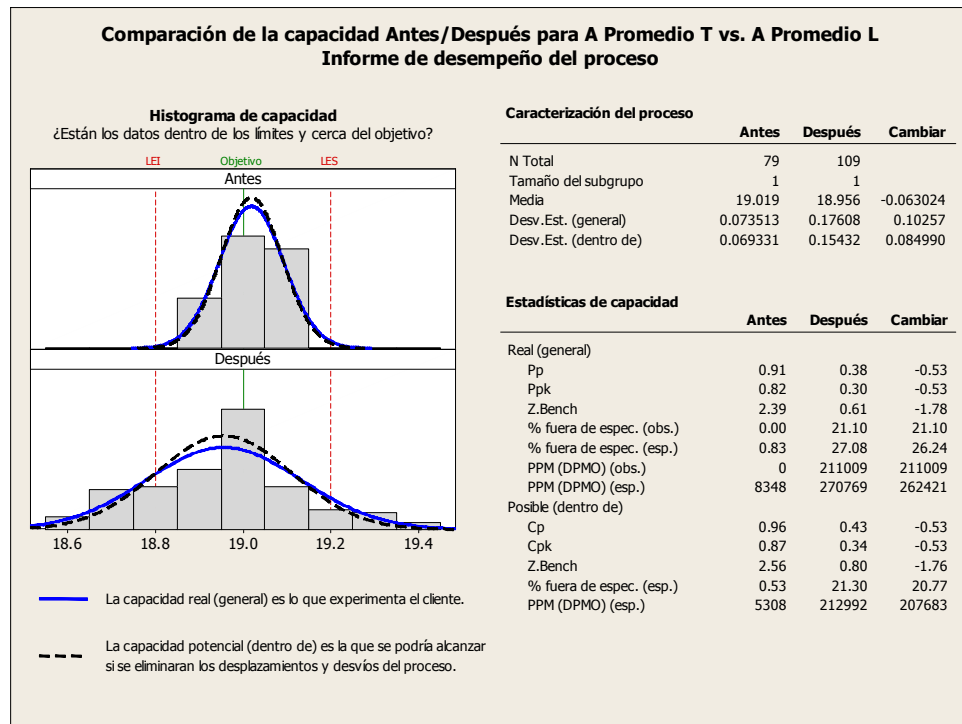 Comparación de la capacidad Antes/Después para A Promedio T vs. A Promedio L
Informe de desempeño del proceso
Histograma de capacidad
¿Están los datos dentro de los límites y cerca del objetivo?
LEI Objetivo LES
Antes
Después
18.6 18.8 19.0 19.2 19.4
La capacidad real (general) es lo que experimenta el cliente.
La capacidad potencial (dentro de) es la que se podría alcanzar
si se eliminaran los desplazamientos y desvíos del proceso.
Caracterización del proceso
Antes Después Cambiar
N Total 79 109
Tamaño del subgrupo 1 1
Media 19.019 18.956 -0.063024
Desv.Est. (general) 0.073513 0.17608 0.10257
Desv.Est. (dentro de) 0.069331 0.15432 0.084990
Estadísticas de capacidad
Antes Después Cambiar
Real (general)
Pp 0.91 0.38 -0.53
Ppk 0.82 0.30 -0.53
Z.Bench 2.39 0.61 -1.78
% fuera de espec. (obs.) 0.00 21.10 21.10
% fuera de espec. (esp.) 0.83 27.08 26.24
PPM (DPMO) (obs.) 0 211009 211009
PPM (DPMO) (esp.) 8348 270769 262421
Posible (dentro de)
Cp 0.96 0.43 -0.53
Cpk 0.87 0.34 -0.53
Z.Bench 2.56 0.80 -1.76
% fuera de espec. (esp.) 0.53 21.30 20.77
PPM (DPMO) (esp.) 5308 212992 207683